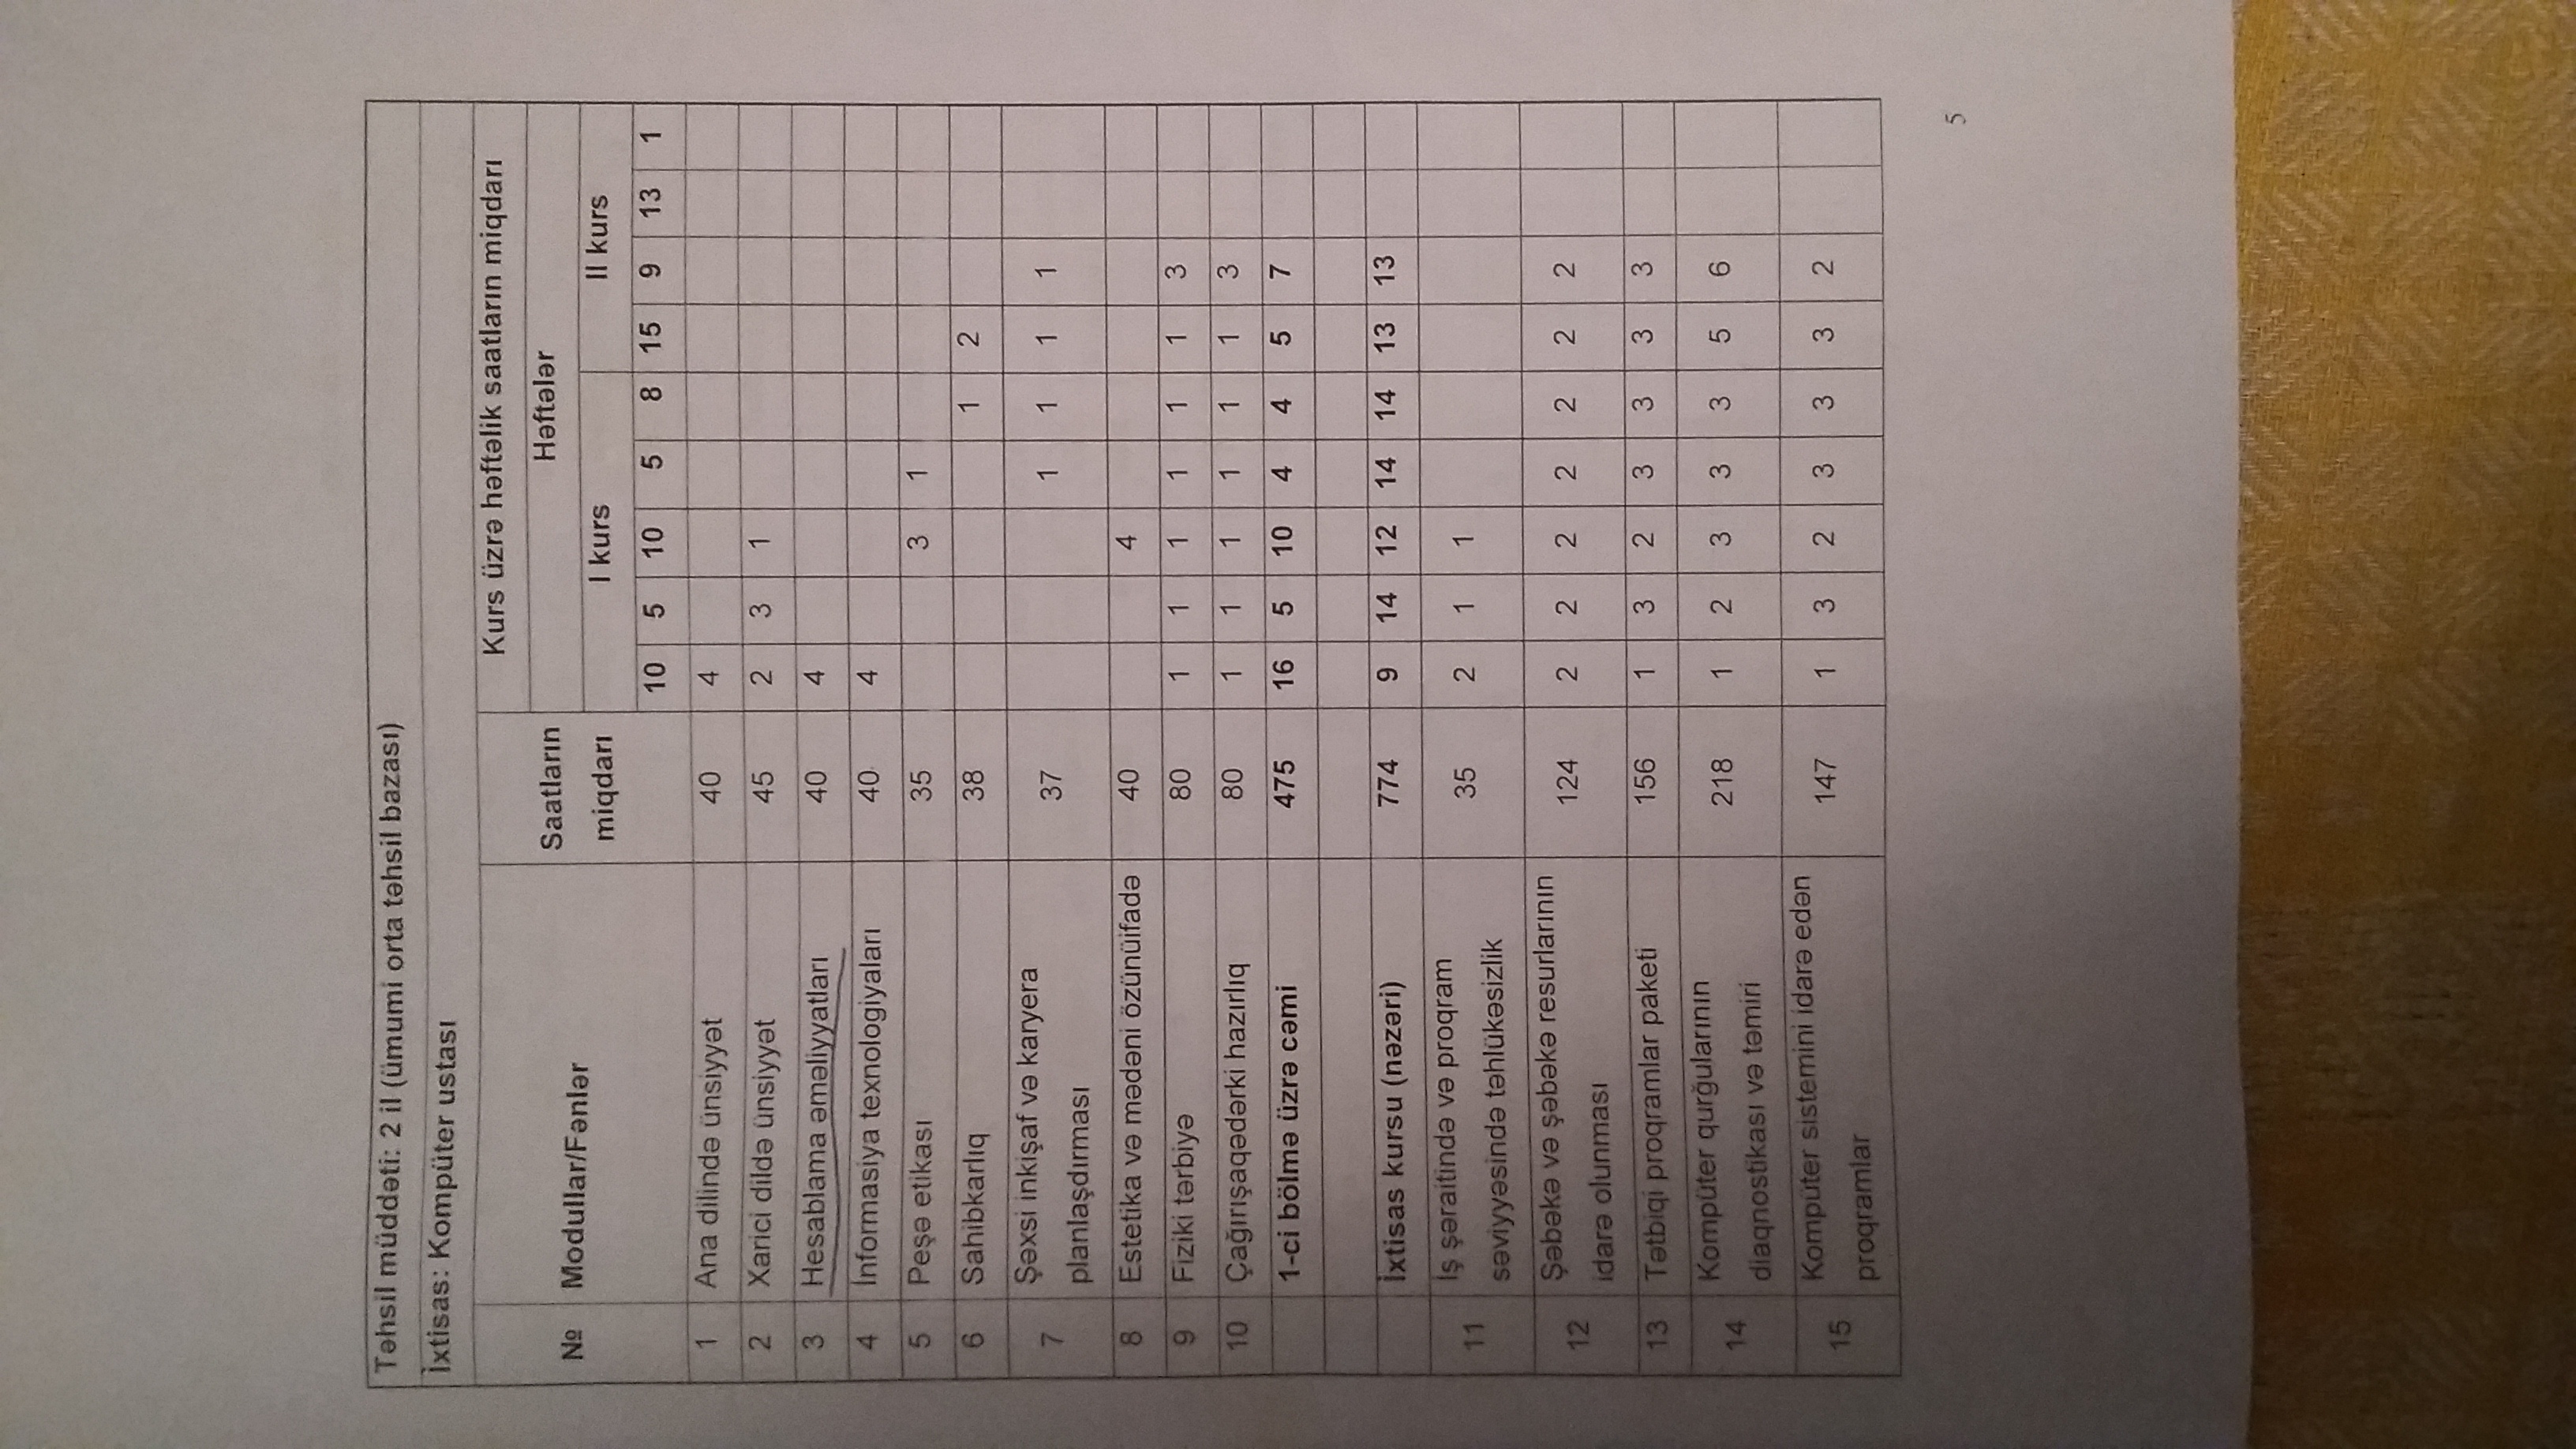 Təhsil müddəti: 2 il (ümumi orta təhsil bazası)
İxtisas: Kompüter ustası
Kurs üzrə həftəlik saatların miqdarı
Həftələr
№ Modullar/Fənlər Saatların miqdarı I kurs II kurs
10 5 10 5 8 15 9 13 1
1 Ana dilində ünsiyyət 40 4
2 Xarici dildə ünsiyyət 45 2 3 1
3 Hesablama əməliyyatları 40 4
4 İnformasiya texnologiyaları 40 4
5 Peşə etikası 35 3 1
6 Sahibkarlıq 38 1 2
7 Şəxsi inkişaf və karyera
planlaşdırması 37 1 1 1 1
8 Estetika və mədəni özünüifadə 40 4
9 Fiziki tərbiyə 80 1 1 1 1 1 1 3
10 Çağırışaqədərki hazırlıq 80 1 1 1 1 1 1 3
1-ci bölmə üzrə cəmi 475 16 5 10 4 4 5 7
İxtisas kursu (nəzəri) 774 9 14 12 14 14 13 13
11 İş şəraitində və proqram
səviyyəsində təhlükəsizlik 35 2 1 1
12 Şəbəkə və şəbəkə resurlarının
idarə olunması 124 2 2 2 2 2 2 2
13 Tətbiqi proqramlar paketi 156 1 3 2 3 3 3 3
14 Kompüter qurğularının
diaqnostikası və təmiri 218 1 2 3 3 3 5 6
15 Kompüter sistemini idarə edən
proqramlar 147 1 3 2 3 3 3 2
5